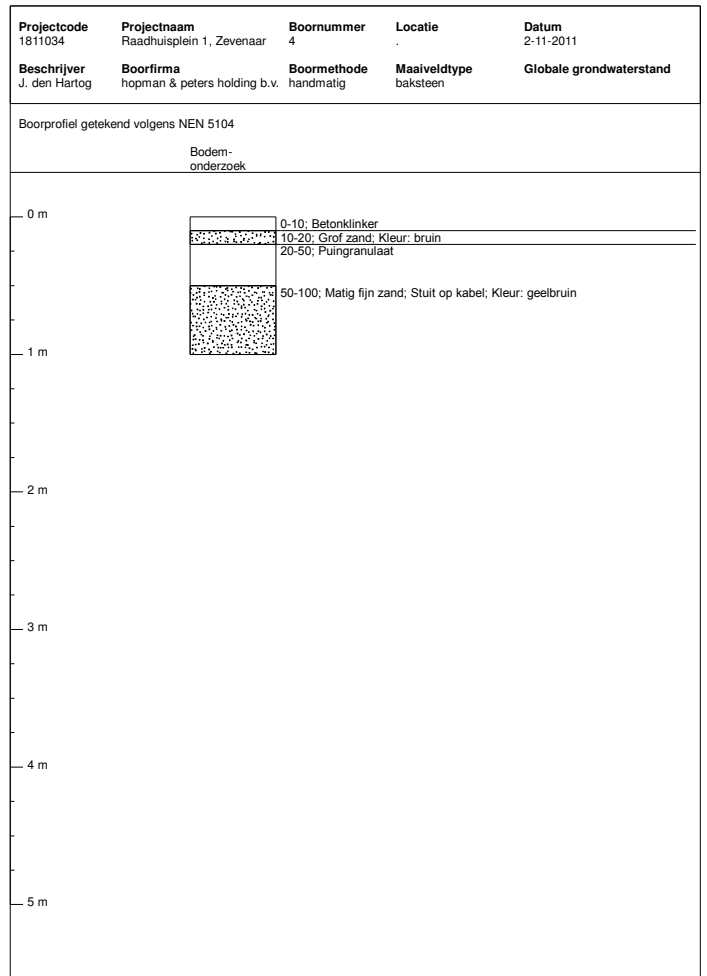 Projectcode Projectnaam Boornummer Locatie Datum
1811034 Raadhuisplein 1, Zevenaar 4 . 2-11-2011
Beschrijver Boorfirma Boormethode Maaiveldtype Globale grondwaterstand
J. den Hartog hopman & peters holding b.v. handmatig baksteen
Boorprofiel getekend volgens NEN 5104
Bodem-
onderzoek
0 m
0-10; Betonklinker
10-20; Grof zand; Kleur: bruin
20-50; Puingranulaat
50-100; Matig fijn zand; Stuit op kabel; Kleur: geelbruin
1 m
2 m
3 m
4 m
5 m